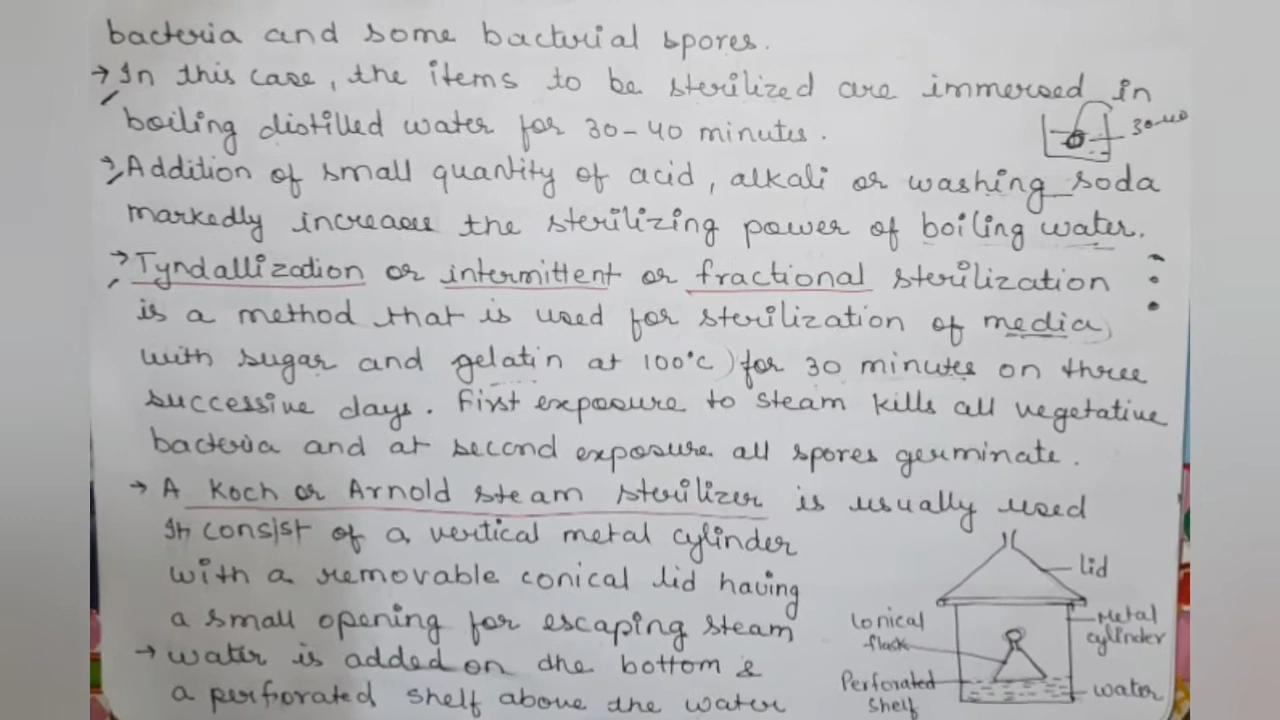 bacteria and some bacterial spores.
→ In this case, the items to be sterilized are immersed in
boiling distilled water for 30-40 minutes.
30-40
→ Addition of small quantity of acid, alkali or washing soda
markedly increase the sterilizing power of boiling water.
→ Tyndallization or intermittent or fractional sterilization
is a method that is used for sterilization of media,
with sugar and gelatin at 100°C) for 30 minutes on three
successive days. First exposure to steam kills all vegetative
bacteria and at second exposure all spores germinate.
→ A Koch or Arnold steam sterilizer is usually used
It consist of a vertical metal cylinder
with a removable conical lid having
a small opening for escaping steam
→ water is added on the bottom &
a perforated shelf above the water
lid
Metal
cylinder
Conical
flask
Perforated
shelf
water